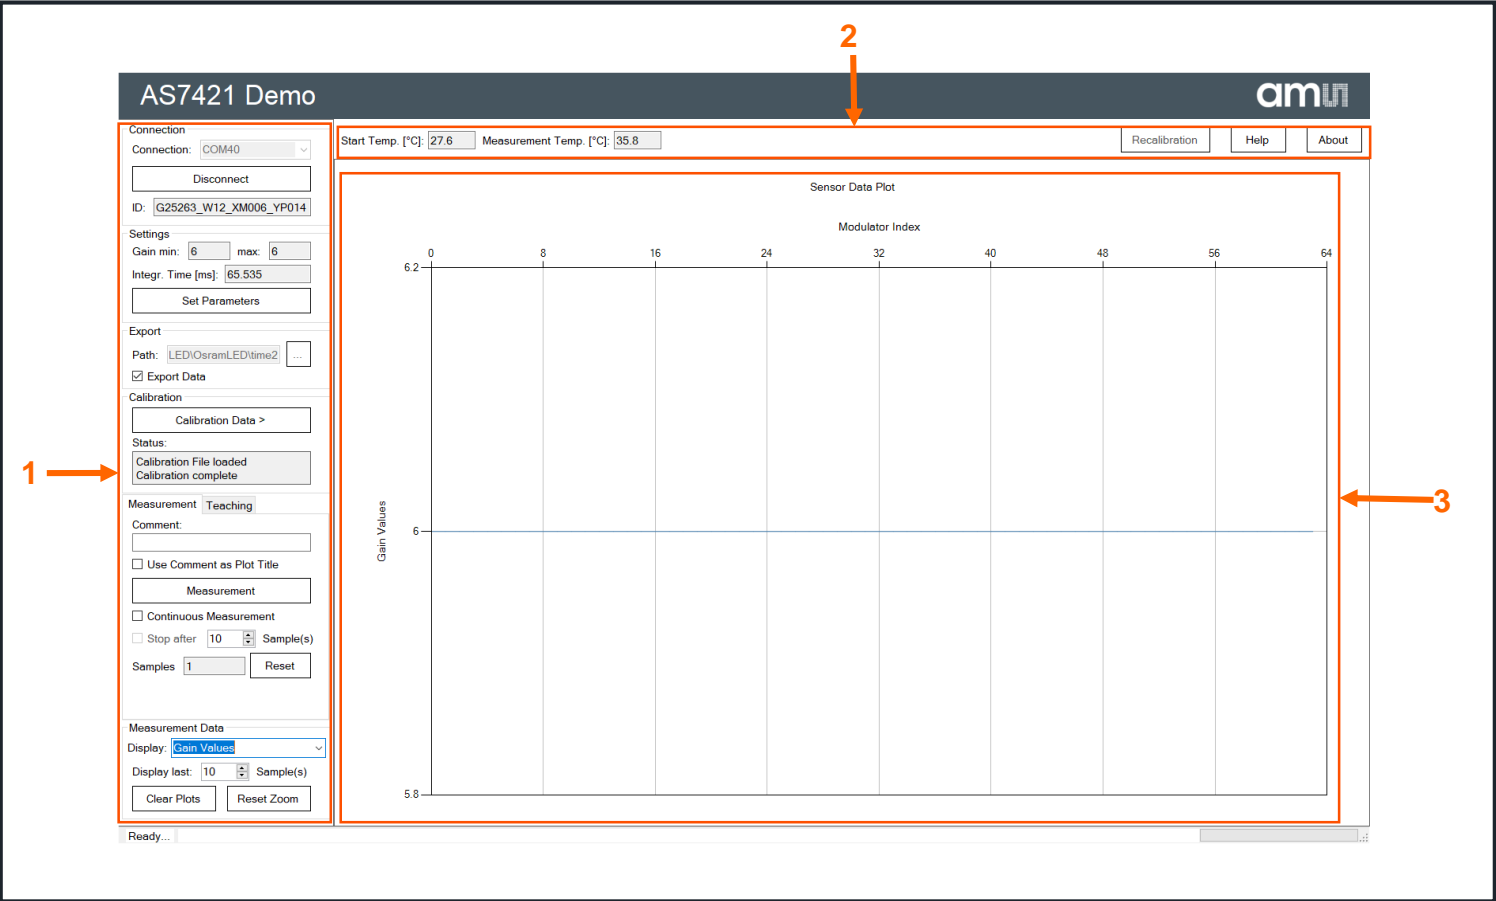 2
AS7421 Demo
amu
Connection
Connection: COM40
Disconnect
ID: G25263_W12_XM006_YP014
Settings
Gain min: 6 max: 6
Integr. Time [ms]: 65.535
Set Parameters
Export
Path: LED\OsramLED\time2 ...
Export Data
Calibration
Calibration Data >
Status:
Calibration File loaded
Calibration complete
1
Measurement Teaching
Comment:
Use Comment as Plot Title
Measurement
Continuous Measurement
Stop after 10 Sample(s)
Samples 1 Reset
Measurement Data
Display: Gain Values
Display last: 10 Sample(s)
Clear Plots Reset Zoom
Ready...
Start Temp. [°C]: 27.6 Measurement Temp. [°C]: 35.8 Recalibration Help About
Sensor Data Plot
Modulator Index
0 8 16 24 32 40 48 56 64
6.2
Gain Values
6
5.8
3